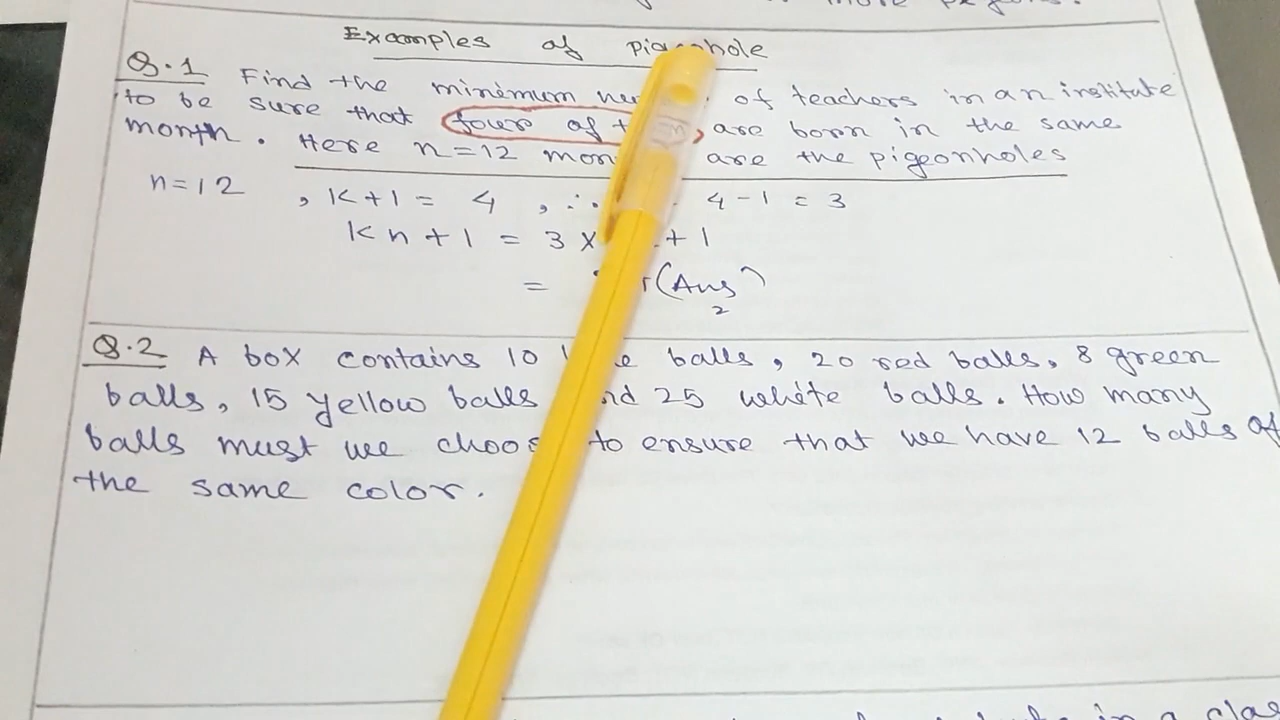 Examples of
Q.1 Find the minimum of teachers in an institute
to be sure that four of are born in the same
month. Here n=12 are the pigeonholes
n=12 , K+1 = 4 , ∴ 4-1 = 3
Kn+1 = 3 X +1
= (Ans)
Q.2 A box contains 10 balls, 20 red balls, 8 green
balls, 15 yellow balls 25 white balls. How many
balls must we to ensure that we have 12 balls of
the same color.
in a